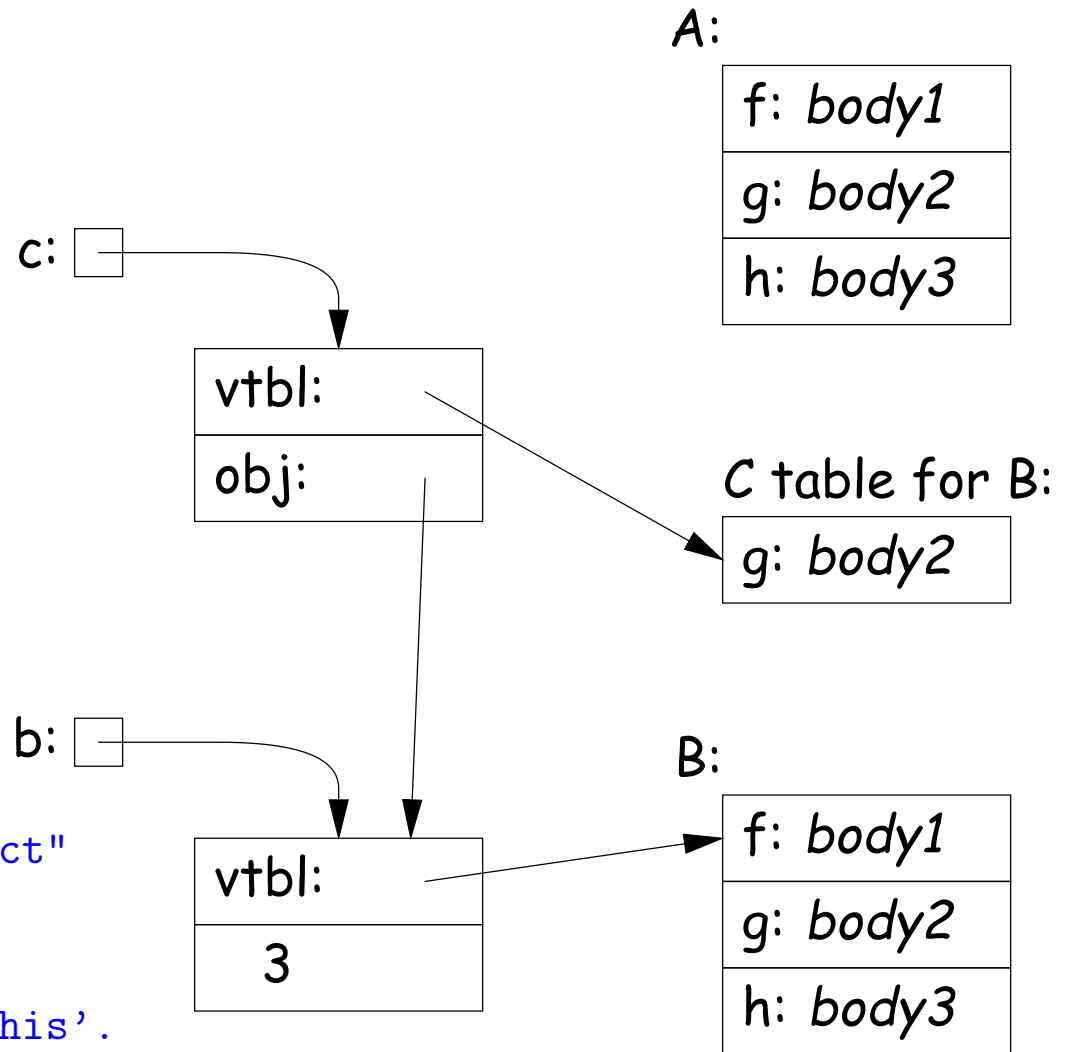 A:
f: body1
g: body2
h: body3
c:
vtbl:
obj:
C table for B:
g: body2
b:
B:
ct"
vtbl:
3
f: body1
g: body2
h: body3
his’.